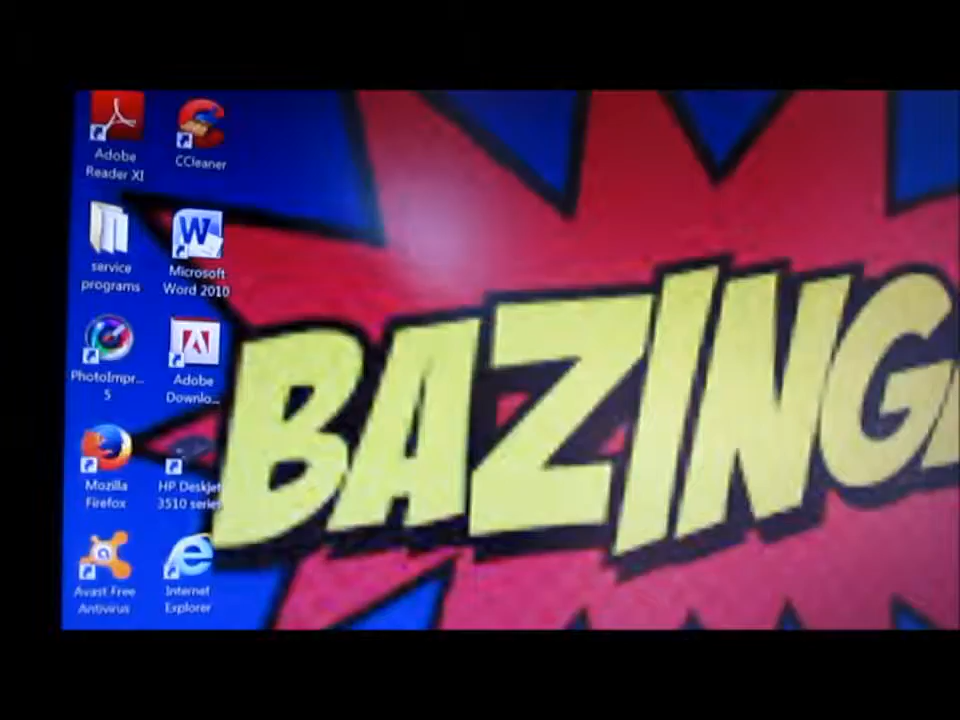 Adobe
Reader XI
CCleaner
service
programs
Microsoft
Word 2010
PhotoImpr...
5
Adobe
Downlo...
Mozilla
Firefox
HP Deskjet
3510 series
Avast Free
Antivirus
Internet
Explorer
BAZINGA